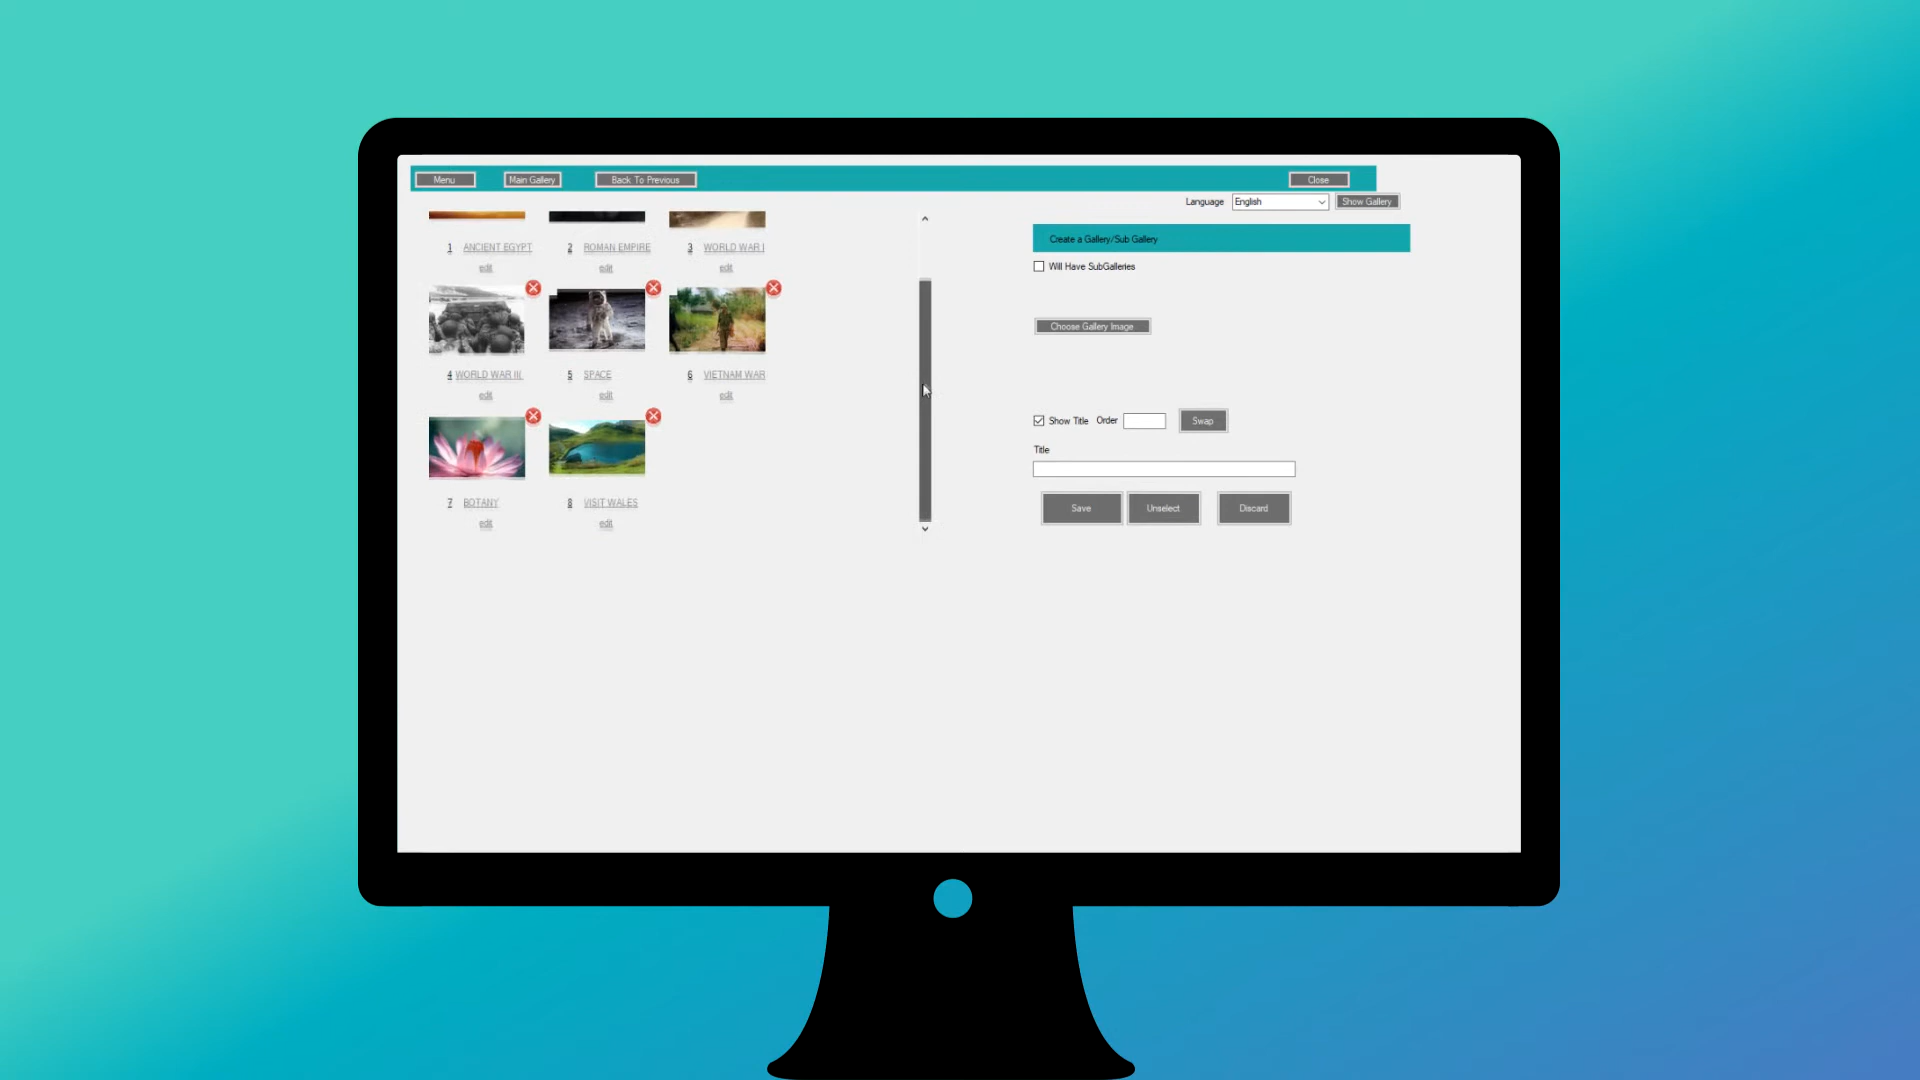 Menu Main Gallery Back To Previous Close
Language English Show Gallery
Create a Gallery/Sub Gallery
Will Have SubGalleries
1 ANCIENT EGYPT 2 ROMAN EMPIRE 3 WORLD WAR I
edit edit edit
Choose Gallery Image
4 WORLD WAR II( 5 SPACE 6 VIETNAM WAR
edit edit edit
Show Title Order Swap
Title
7 BOTANY 8 VISIT WALES
edit edit
Save Unselect Discard